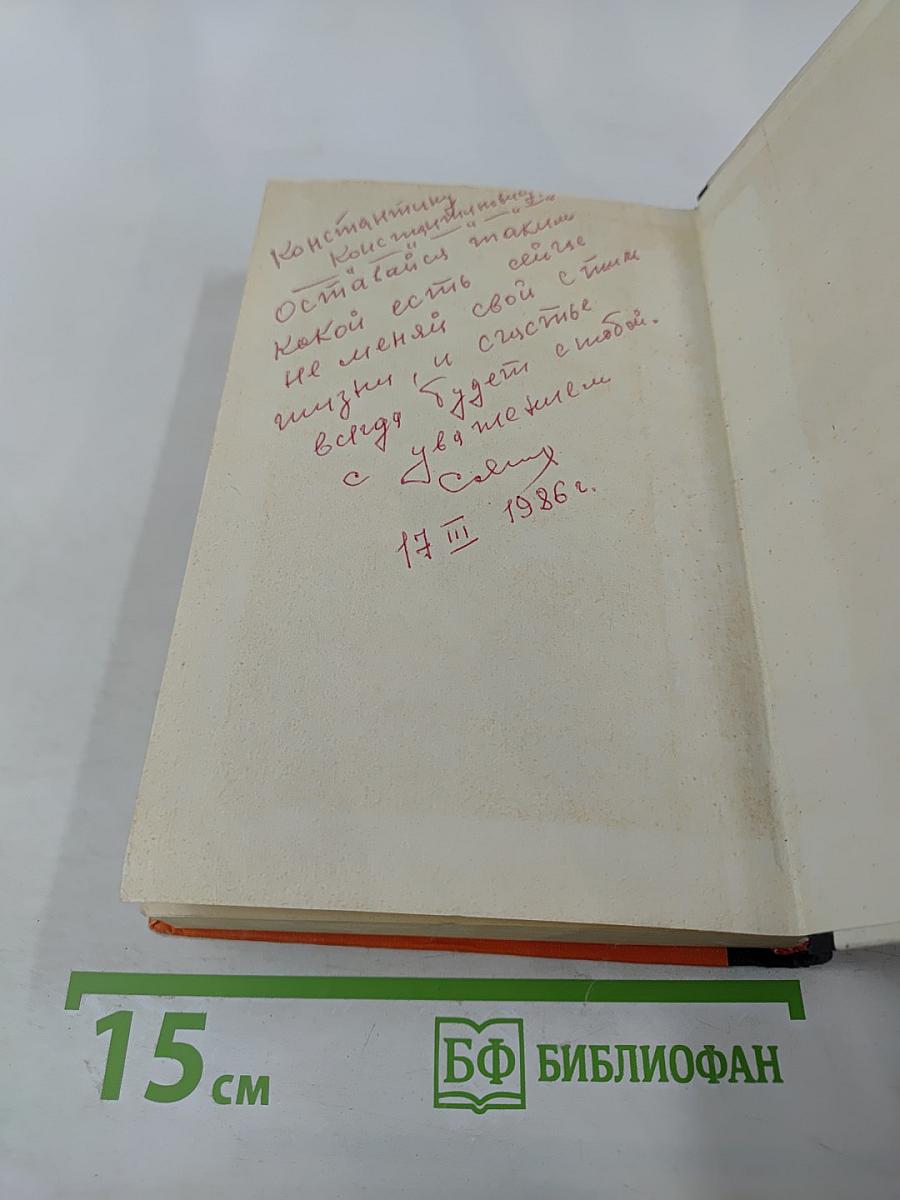 Константину
Константиновичу.
Оставайся таким
какой есть сейчас
не меняй свой стиль
жизни, и счастье
всегда будет с тобой.
с уважением
17 III 1986 г.
15 см
БФ БИБЛИОФАН